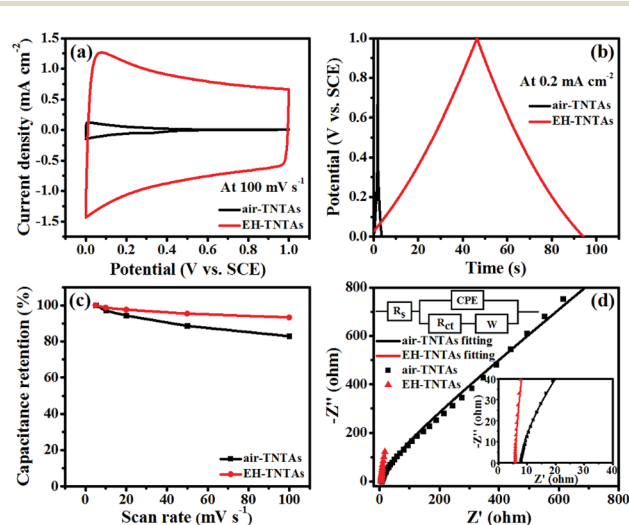 (a)
1.5
1.0
0.5
0.0
-0.5
-1.0
-1.5
Current density (mA cm⁻²)
At 100 mV s⁻¹
air-TNTAs
EH-TNTAs
0.0 0.2 0.4 0.6 0.8 1.0
Potential (V vs. SCE)
(b)
1.0
0.8
0.6
0.4
0.2
0.0
Potential (V vs. SCE)
At 0.2 mA cm⁻²
air-TNTAs
EH-TNTAs
0 20 40 60 80 100
Time (s)
(c)
100
80
60
40
20
0
Capacitance retention (%)
air-TNTAs
EH-TNTAs
0 20 40 60 80 100
Scan rate (mV s⁻¹)
(d)
800
600
400
200
0
-Z'' (ohm)
Rs
CPE
Rct
W
air-TNTAs fitting
EH-TNTAs fitting
air-TNTAs
EH-TNTAs
40
30
20
10
0
-Z'' (ohm)
0 10 20 30 40
Z' (ohm)
0 200 400 600 800
Z' (ohm)